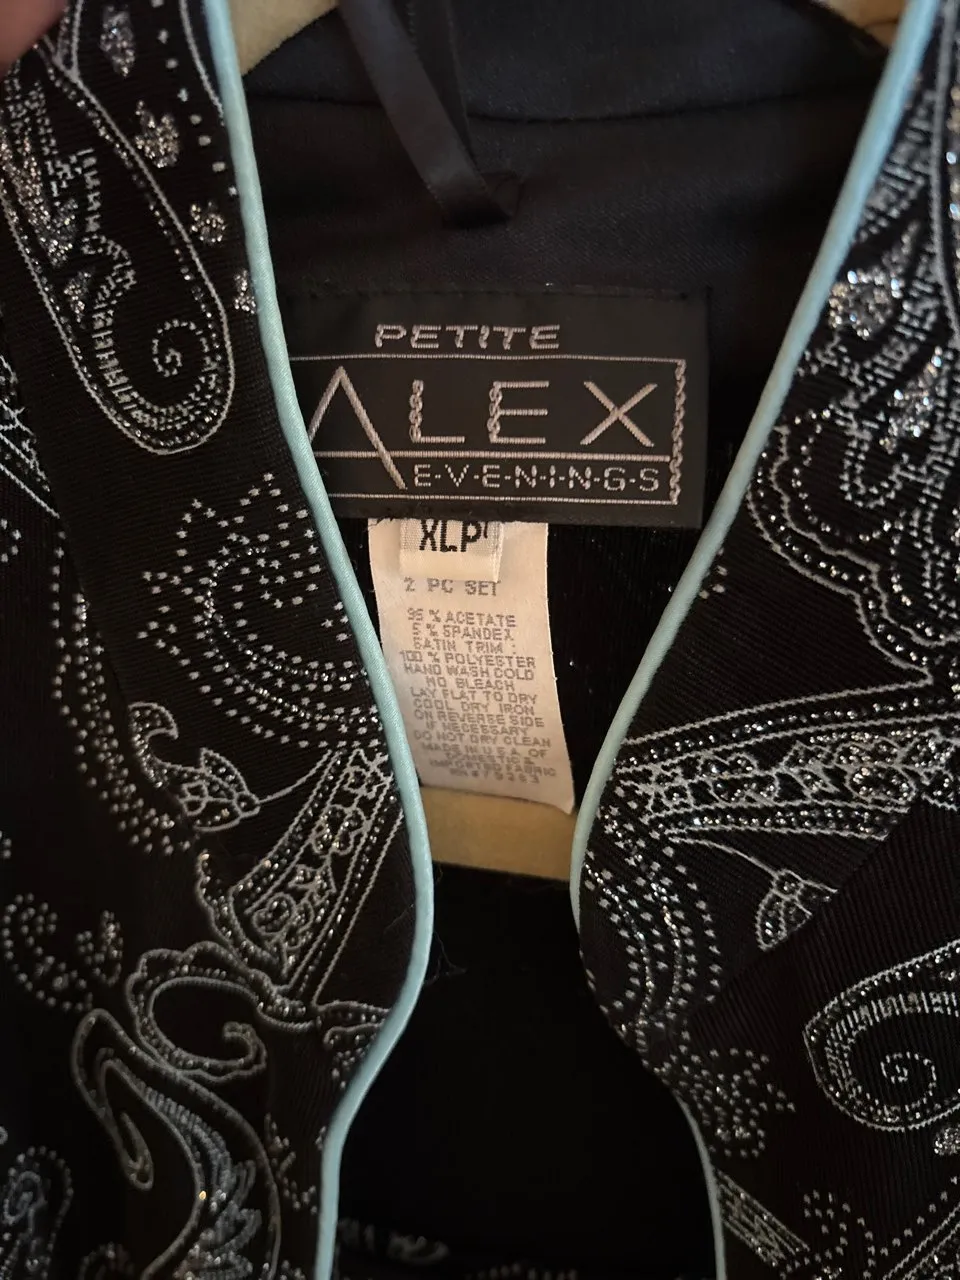 PETITE
ALEX
E·V·E·N·I·N·G·S
XLP
2 PC SET
95 % ACETATE
5 % SPANDEX
SATIN TRIM :
100 % POLYESTER
HAND WASH COLD
NO BLEACH
LAY FLAT TO DRY
COOL DRY IRON
ON REVERSE SIDE
IF NECESSARY
DO NOT DRY CLEAN
MADE IN U.S.A. OF
DOMESTIC &
IMPORTED FABRIC